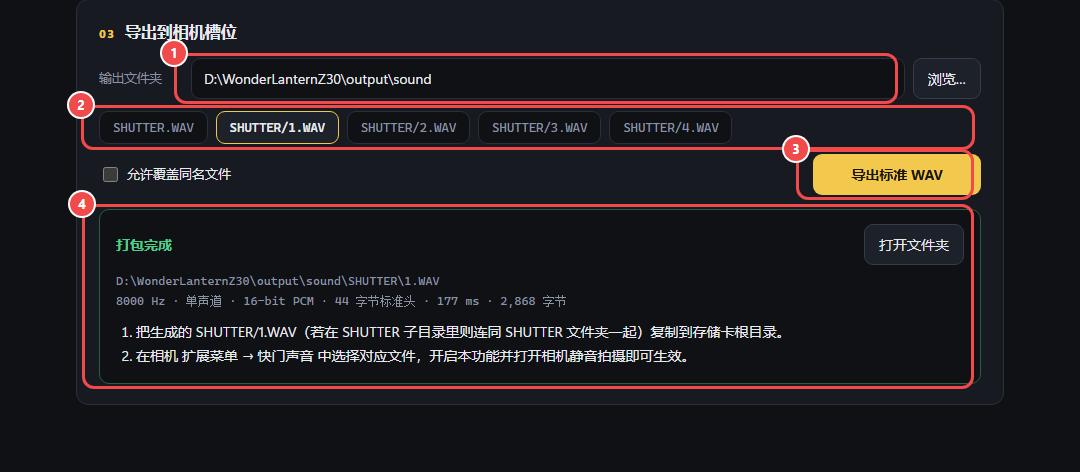 03 导出到相机槽位
1
输出文件夹 D:\WonderLanternZ30\output\sound 浏览...
2
SHUTTER.WAV SHUTTER/1.WAV SHUTTER/2.WAV SHUTTER/3.WAV SHUTTER/4.WAV
3
允许覆盖同名文件 导出标准 WAV
4
打包完成 打开文件夹
D:\WonderLanternZ30\output\sound\SHUTTER\1.WAV
8000 Hz · 单声道 · 16-bit PCM · 44 字节标准头 · 177 ms · 2,868 字节
1. 把生成的 SHUTTER/1.WAV（若在 SHUTTER 子目录里则连同 SHUTTER 文件夹一起）复制到存储卡根目录。
2. 在相机 扩展菜单 → 快门声音 中选择对应文件，开启本功能并打开相机静音拍摄即可生效。